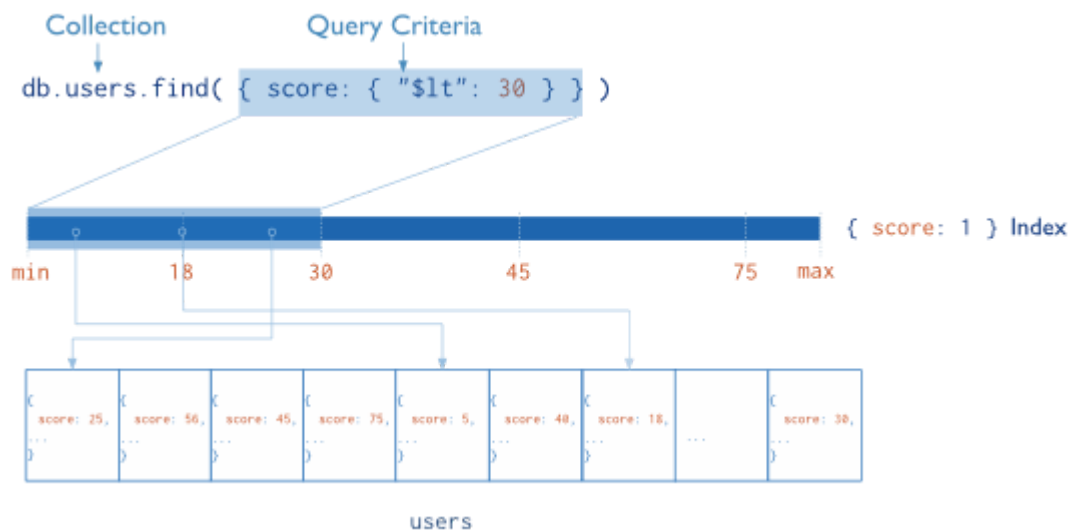 Collection Query Criteria
db.users.find( { score: { "$lt": 30 } } )
{ score: 1 } Index
min 18 30 45 75 max
{ { { { { { { {
score: 25, score: 56, score: 45, score: 75, score: 5, score: 40, score: 18, score: 30,
... ... ... ... ... ... ... ... ...
} } } } } } } }
users